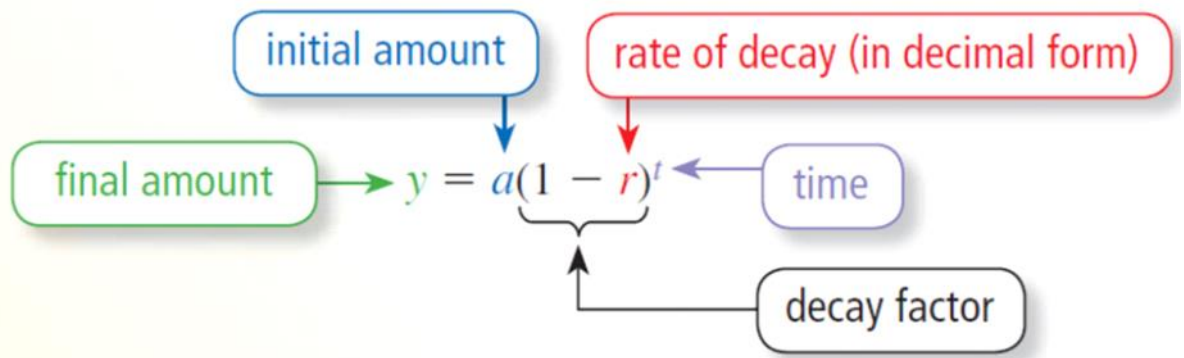 initial amount
rate of decay (in decimal form)
final amount
y = a(1 − r)^t
time
decay factor